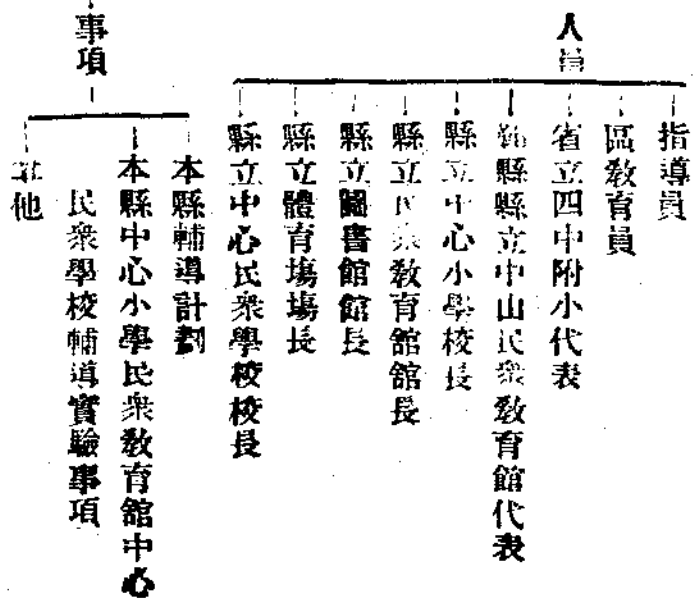 人員
指導員
區教育員
省立四中附小代表
縣縣立中山民衆教育館代表
縣立中心小學校長
縣立民衆教育館館長
縣立圖書館館長
縣立體育場場長
縣立中心民衆學校校長
事項
本縣輔導計劃
本縣中心小學民衆教育館中心
民衆學校輔導實驗事項
其他